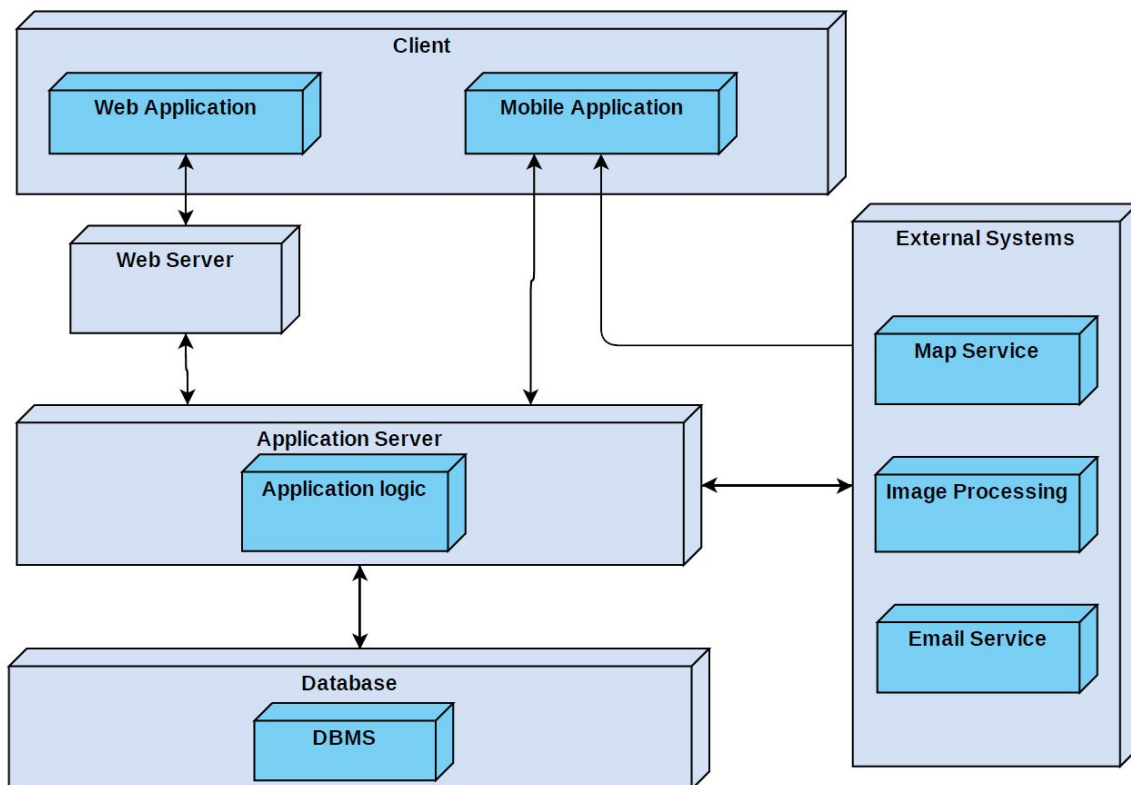 Client
Web Application
Mobile Application
Web Server
External Systems
Map Service
Application Server
Application logic
Image Processing
Email Service
Database
DBMS